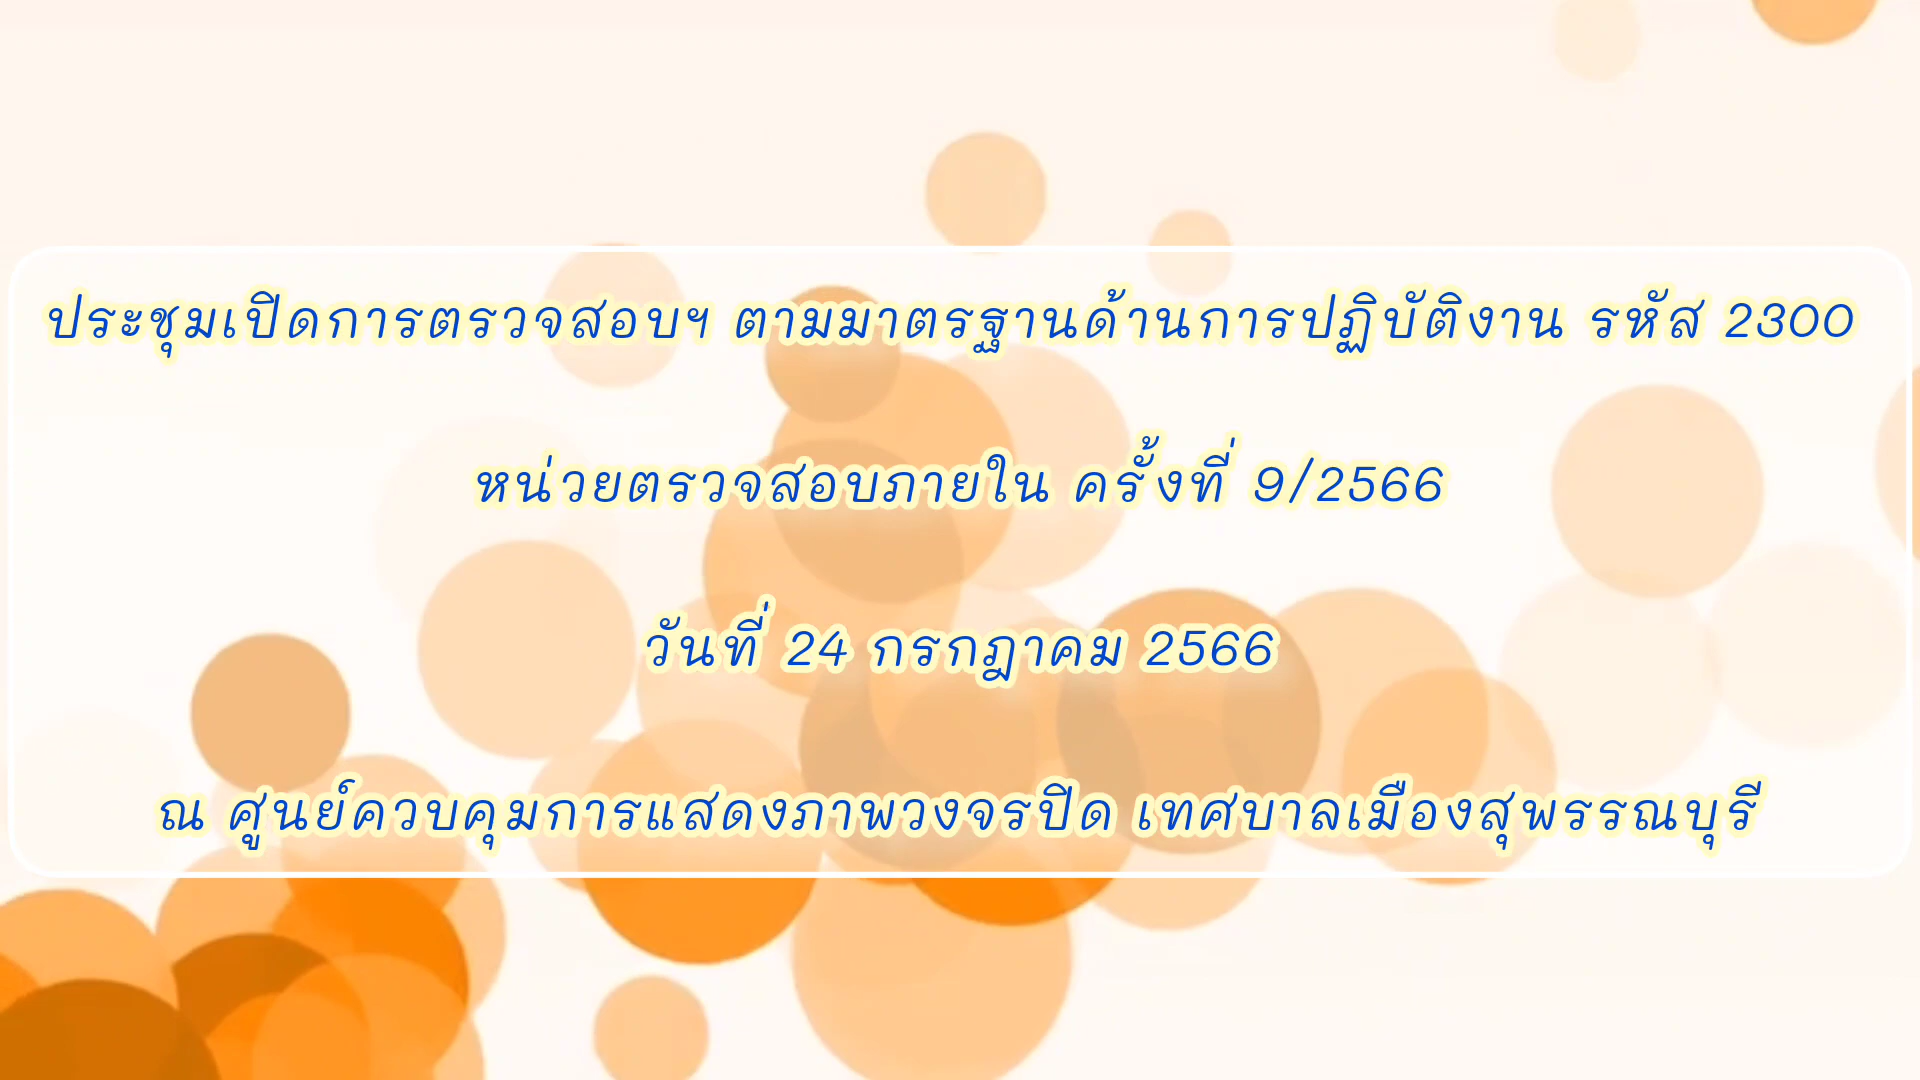 ประชุมเปิดการตรวจสอบฯ ตามมาตรฐานด้านการปฏิบัติงาน รหัส 2300
หน่วยตรวจสอบภายใน ครั้งที่ 9/2566
วันที่ 24 กรกฎาคม 2566
ณ ศูนย์ควบคุมการแสดงภาพวงจรปิด เทศบาลเมืองสุพรรณบุรี